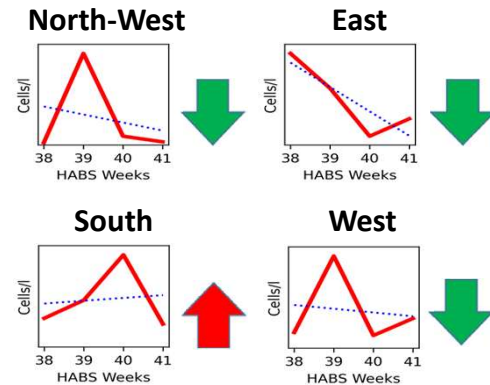 North-West
Cells/l
38 39 40 41
HABS Weeks
East
Cells/l
38 39 40 41
HABS Weeks
South
Cells/l
38 39 40 41
HABS Weeks
West
Cells/l
38 39 40 41
HABS Weeks